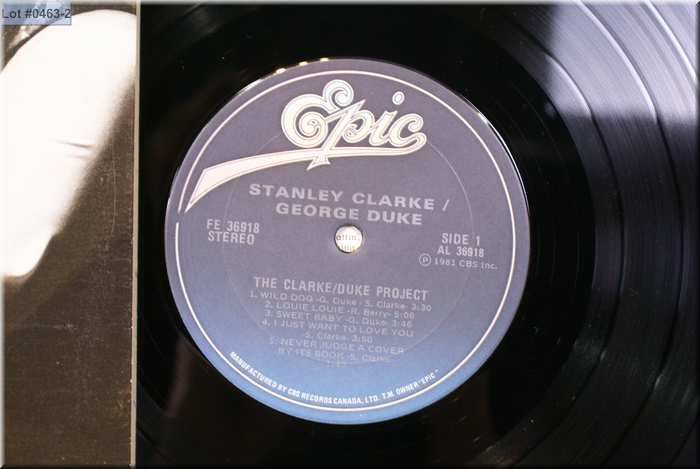 Lot #0463-2
Epic
STANLEY CLARKE /
GEORGE DUKE
FE 36918
STEREO
SIDE 1
AL 36918
Ⓟ 1981 CBS Inc.
THE CLARKE/DUKE PROJECT
1. WILD DOG -G. Duke - S. Clarke- 3:30
2. LOUIE LOUIE -R. Berry- 5:00
3. SWEET BABY -G. Duke- 3:46
4. I JUST WANT TO LOVE YOU
S. Clarke- 3:50
5. NEVER JUDGE A COVER
BY ITS BOOK -S. Clarke
MANUFACTURED BY CBS RECORDS CANADA, LTD. T.M. OWNER "EPIC"